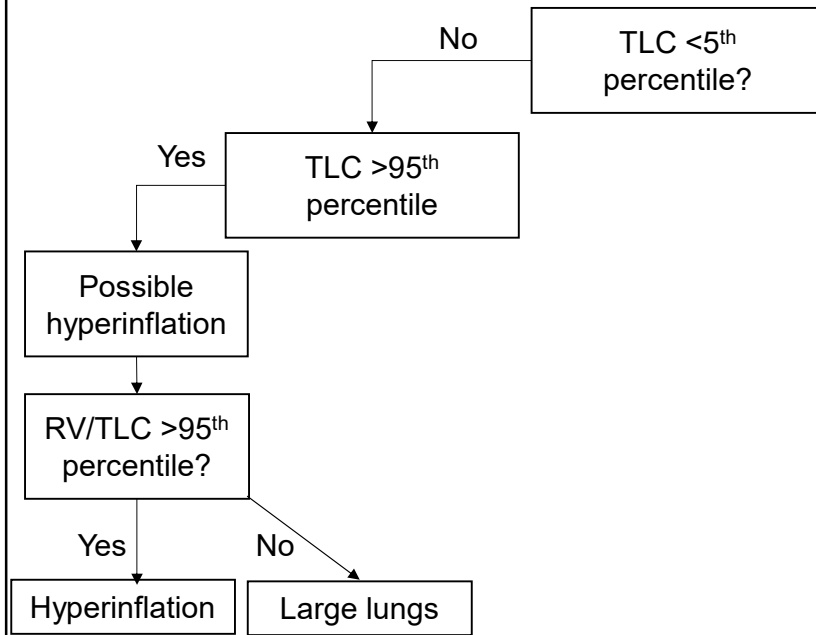 No
TLC <5th
percentile?
Yes
TLC >95th
percentile
Possible
hyperinflation
RV/TLC >95th
percentile?
Yes
No
Hyperinflation
Large lungs